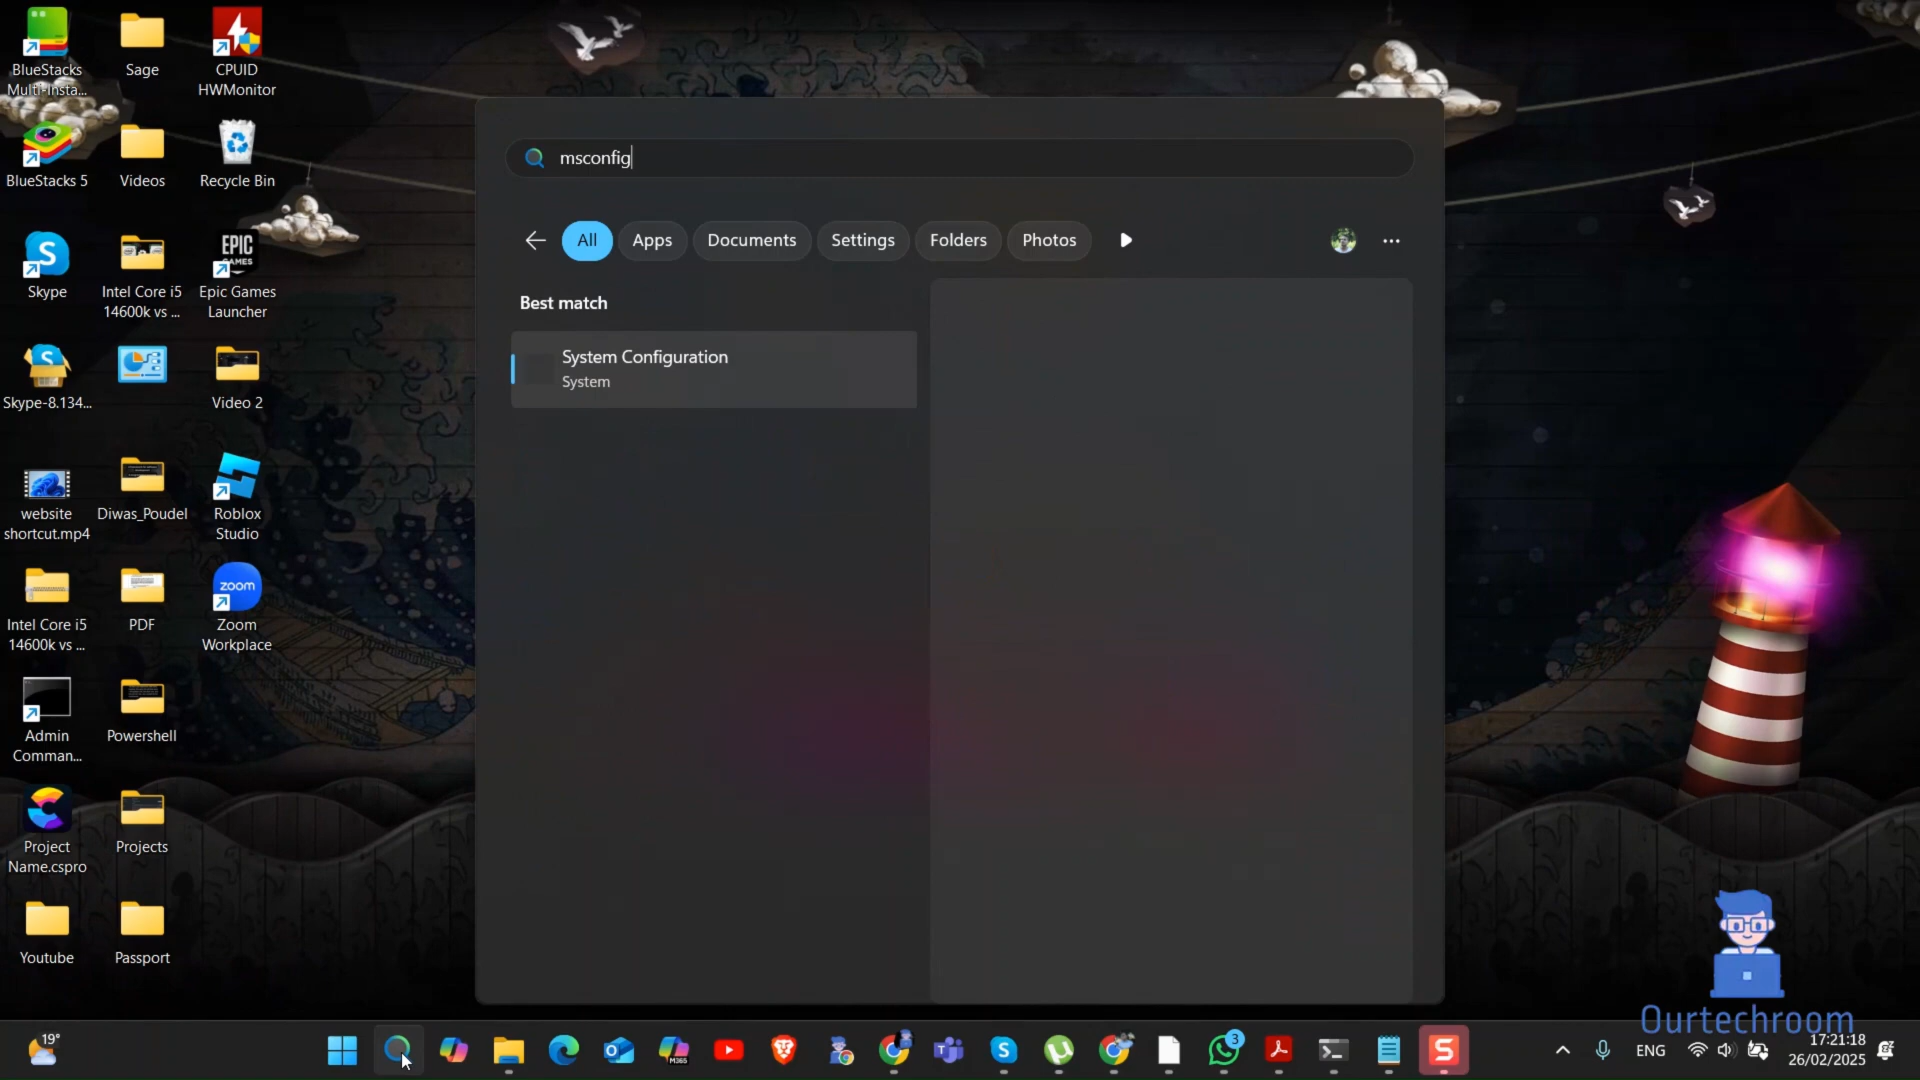 BlueStacks
Multi-Insta...
Sage
CPUID
HWMonitor
BlueStacks 5
Videos
Recycle Bin
S
Skype
Intel Core i5
14600k vs ...
EPIC
GAMES
Epic Games
Launcher
S
Skype-8.134...
Video 2
website
shortcut.mp4
Diwas_Poudel
Roblox
Studio
Intel Core i5
14600k vs ...
PDF
zoom
Zoom
Workplace
Admin
Comman...
Powershell
Project
Name.cspro
Projects
Youtube
Passport
msconfig
All
Apps
Documents
Settings
Folders
Photos
Best match
System Configuration
System
Ourtechroom
19°
M365
3
S
ENG
17:21:18
26/02/2025